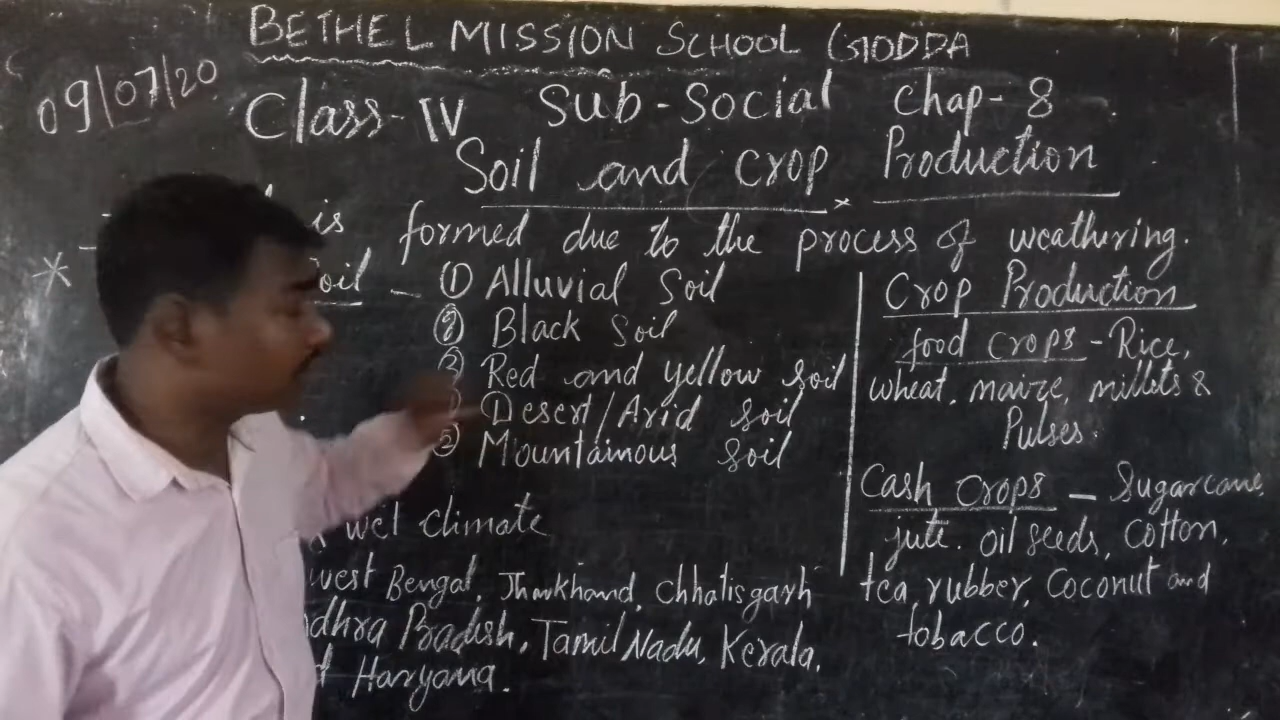 BETHEL MISSION SCHOOL GODDA
09/07/20
Class-IV Sub-Social Chap-8
Soil and crop Production
is formed due to the process of weathering.
* oil - ① Alluvial Soil
② Black Soil
③ Red and yellow soil
Desert/Arid soil
Mountainous soil
wet climate
west Bengal, Jharkhand, Chhatisgarh
dhra Pradesh, Tamil Nadu, Kerala,
Haryana.
Crop Production
food crops - Rice,
wheat, maize, millets &
Pulses.
Cash Crops - Sugarcane,
jute. oil seeds, Cotton,
tea, rubber, Coconut and
tobacco.